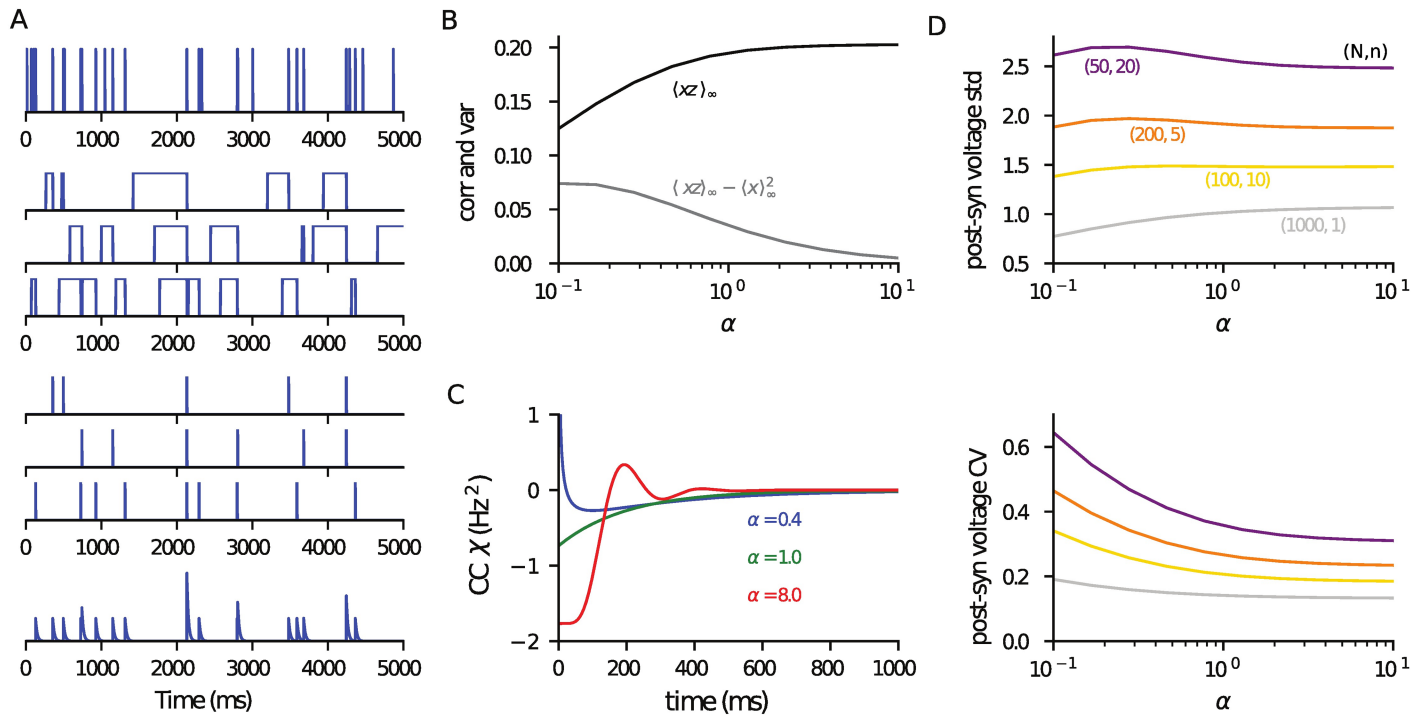 A
0 1000 2000 3000 4000 5000
0 1000 2000 3000 4000 5000
0 1000 2000 3000 4000 5000
0 1000 2000 3000 4000 5000
Time (ms)
B
corr and var
0.20
0.15
0.10
0.05
0.00
⟨xz⟩∞
⟨xz⟩∞ − ⟨x⟩²∞
10⁻¹ 10⁰ 10¹
α
C
CC χ (Hz²)
1
0
−1
−2
α = 0.4
α = 1.0
α = 8.0
0 200 400 600 800 1000
time (ms)
D
post-syn voltage std
2.5
2.0
1.5
1.0
0.5
(N,n)
(50, 20)
(200, 5)
(100, 10)
(1000, 1)
10⁻¹ 10⁰ 10¹
α
post-syn voltage CV
0.6
0.4
0.2
0.0
10⁻¹ 10⁰ 10¹
α